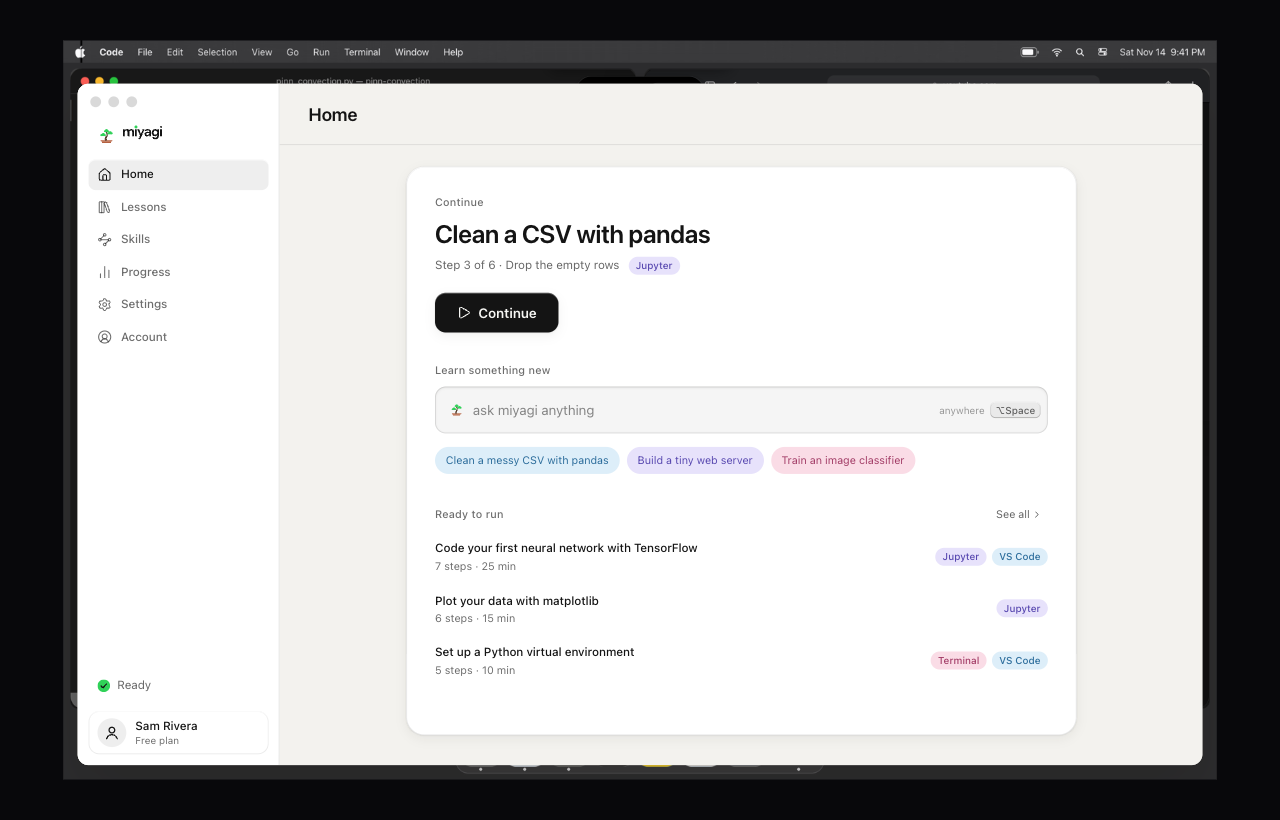 Code File Edit Selection View Go Run Terminal Window Help Sat Nov 14 9:41 PM
pinn_convection.py — pinn-convection
miyagi
Home
Lessons
Skills
Progress
Settings
Account
Ready
Sam Rivera
Free plan
Home
Continue
Clean a CSV with pandas
Step 3 of 6 · Drop the empty rows Jupyter
Continue
Learn something new
ask miyagi anything anywhere ⌥Space
Clean a messy CSV with pandas Build a tiny web server Train an image classifier
Ready to run See all
Code your first neural network with TensorFlow
7 steps · 25 min
Jupyter VS Code
Plot your data with matplotlib
6 steps · 15 min
Jupyter
Set up a Python virtual environment
5 steps · 10 min
Terminal VS Code